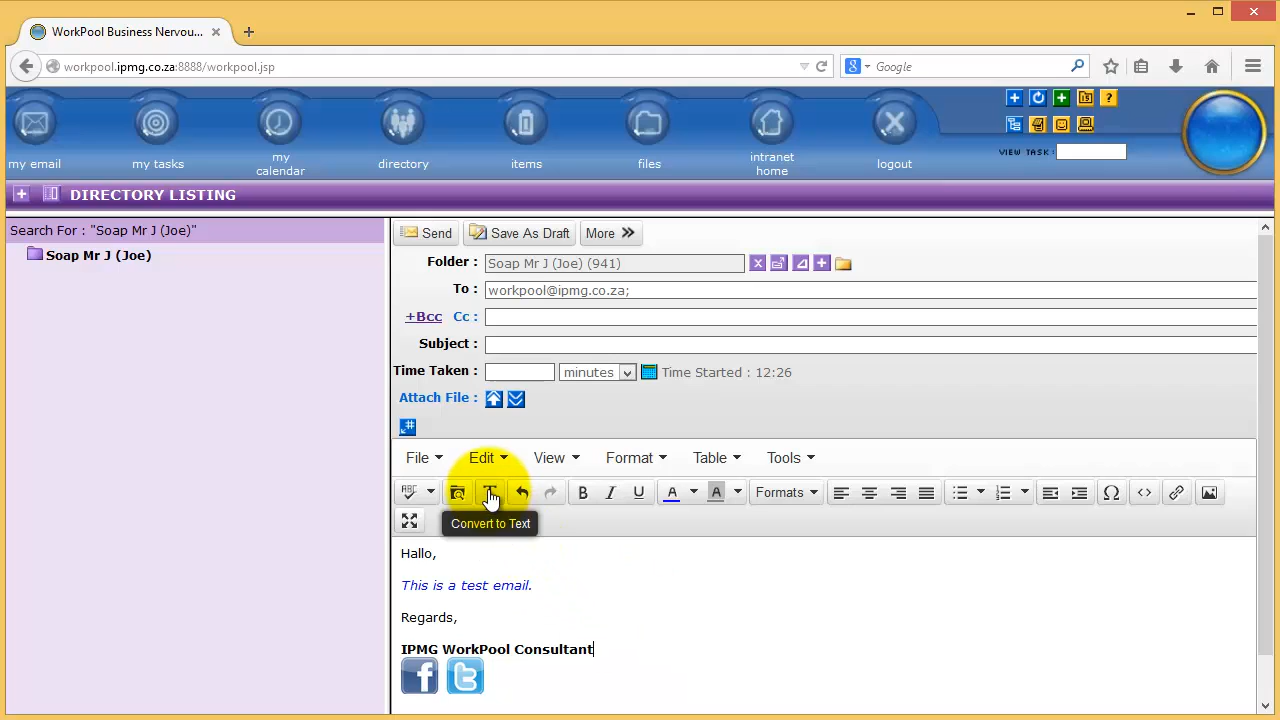 WorkPool Business Nervou...
workpool.ipmg.co.za:8888/workpool.jsp
Google
my email
my tasks
my calendar
directory
items
files
intranet home
logout
VIEW TASK:
DIRECTORY LISTING
Search For : "Soap Mr J (Joe)"
Soap Mr J (Joe)
Send
Save As Draft
More
Folder : Soap Mr J (Joe) (941)
To : workpool@ipmg.co.za;
+Bcc Cc :
Subject :
Time Taken : minutes Time Started : 12:26
Attach File :
File Edit View Format Table Tools
ABC T B I U A A Formats
Convert to Text
Hallo,
This is a test email.
Regards,
IPMG WorkPool Consultant